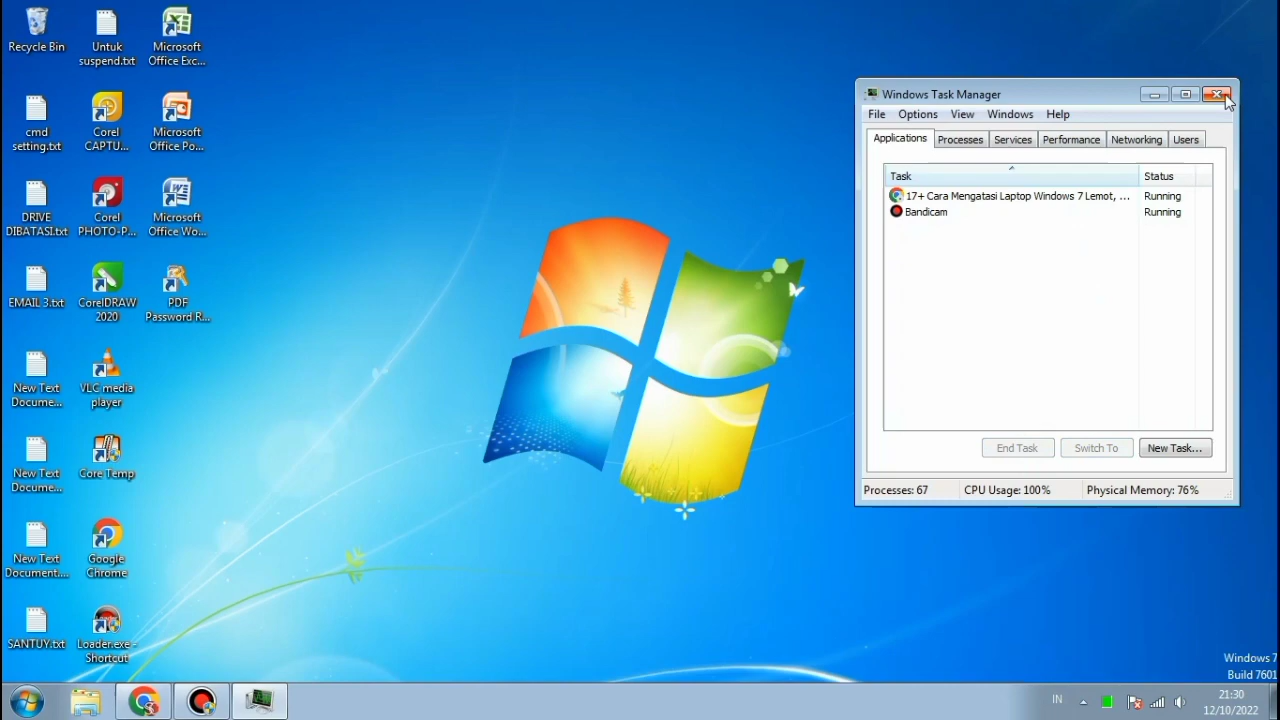 Recycle Bin
Untuk
suspend.txt
Microsoft
Office Exc...
cmd
setting.txt
Corel
CAPTU...
Microsoft
Office Po...
DRIVE
DIBATASI.txt
Corel
PHOTO-P...
Microsoft
Office Wo...
EMAIL 3.txt
CorelDRAW
2020
PDF
Password R...
New Text
Docume...
VLC media
player
New Text
Docume...
Core Temp
New Text
Document....
Google
Chrome
SANTUY.txt
Loader.exe -
Shortcut
Windows Task Manager
File Options View Windows Help
Applications Processes Services Performance Networking Users
Task Status
17+ Cara Mengatasi Laptop Windows 7 Lemot, ... Running
Bandicam Running
End Task Switch To New Task...
Processes: 67 CPU Usage: 100% Physical Memory: 76%
Windows 7
Build 7601
IN
21:30
12/10/2022